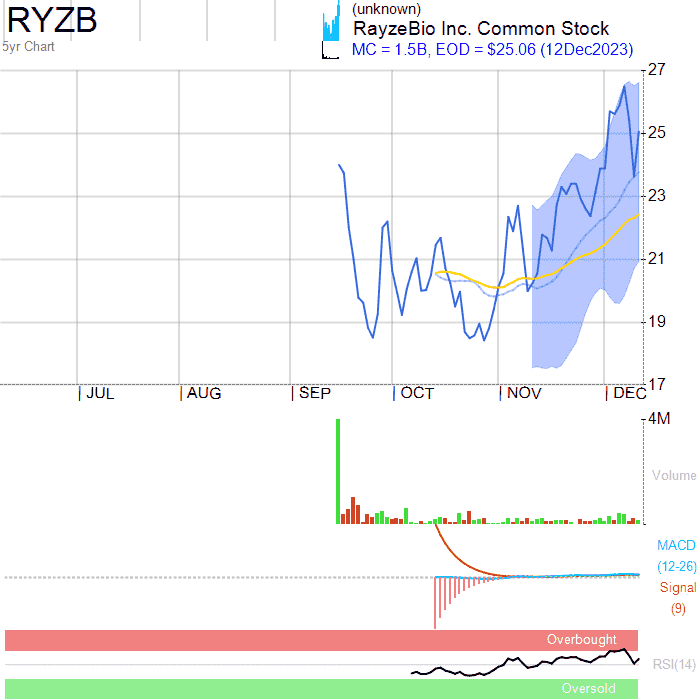 RYZB
5yr Chart
(unknown)
RayzeBio Inc. Common Stock
MC = 1.5B, EOD = $25.06 (12Dec2023)
27
25
23
21
19
17
| JUL | AUG | SEP | OCT | NOV | DEC
4M
Volume
MACD
(12-26)
Signal
(9)
Overbought
RSI(14)
Oversold